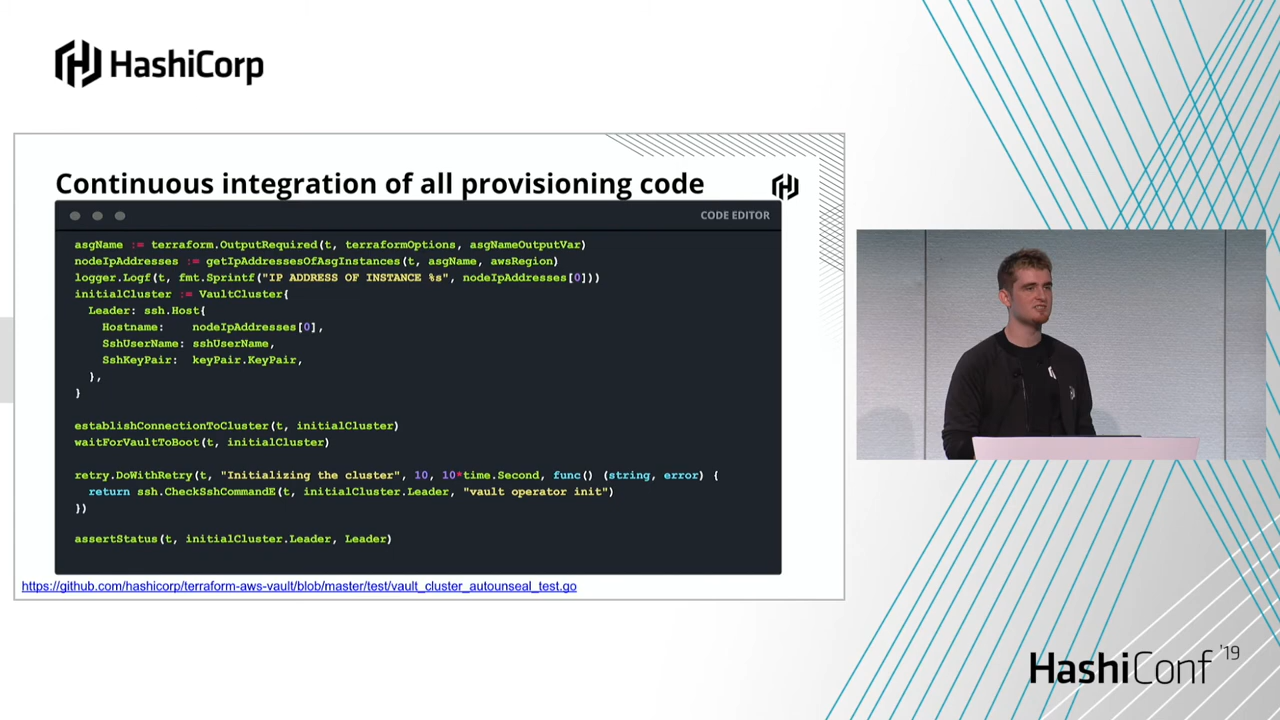 HashiCorp
Continuous integration of all provisioning code
CODE EDITOR
asgName := terraform.OutputRequired(t, terraformOptions, asgNameOutputVar)
nodeIpAddresses := getIpAddressesOfAsgInstances(t, asgName, awsRegion)
logger.Logf(t, fmt.Sprintf("IP ADDRESS OF INSTANCE %s", nodeIpAddresses[0]))
initialCluster := VaultCluster{
  Leader: ssh.Host{
    Hostname:    nodeIpAddresses[0],
    SshUserName: sshUserName,
    SshKeyPair:  keyPair.KeyPair,
  },
}
establishConnectionToCluster(t, initialCluster)
waitForVaultToBoot(t, initialCluster)
retry.DoWithRetry(t, "Initializing the cluster", 10, 10*time.Second, func() (string, error) {
  return ssh.CheckSshCommandE(t, initialCluster.Leader, "vault operator init")
})
assertStatus(t, initialCluster.Leader, Leader)
https://github.com/hashicorp/terraform-aws-vault/blob/master/test/vault_cluster_autounseal_test.go
HashiConf '19